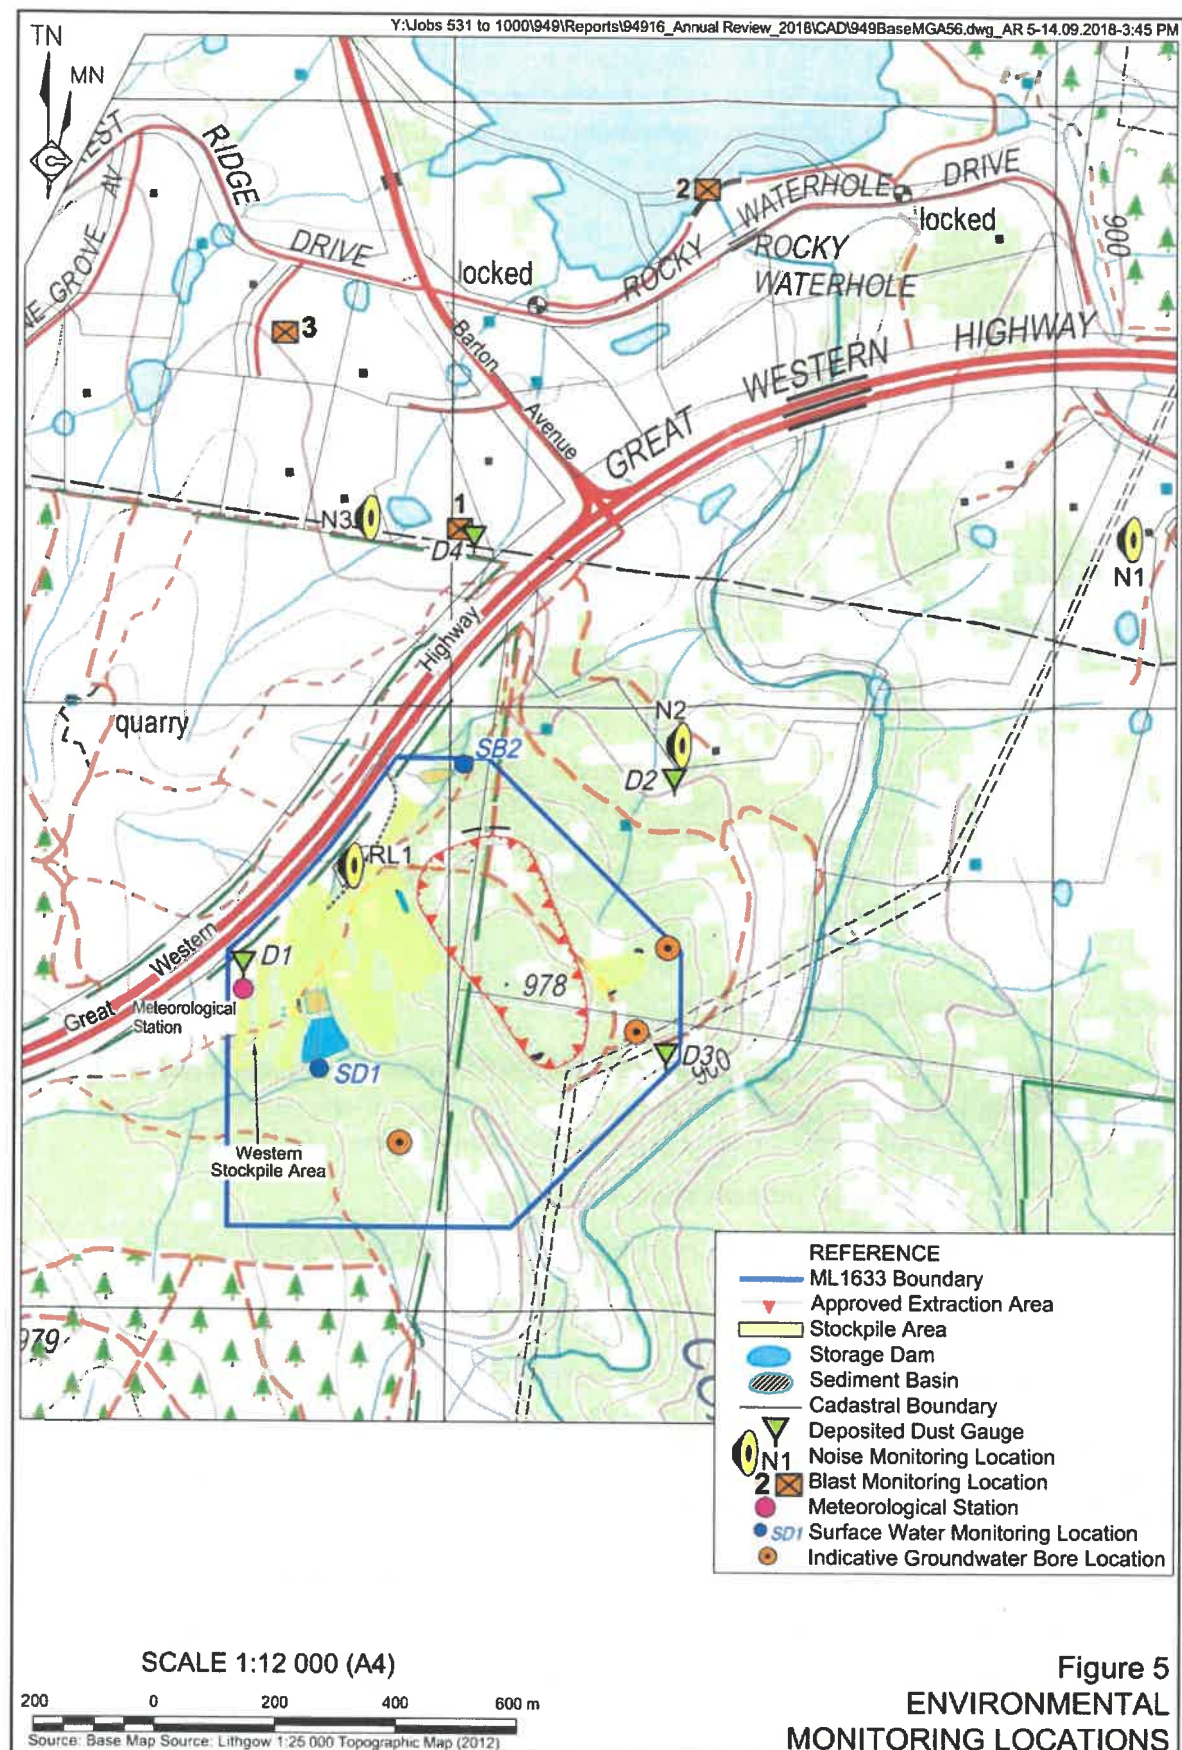 Y:\Jobs 531 to 1000\949\Reports\94916_Annual Review_2018\CAD\949BaseMGA56.dwg_AR 5-14.09.2018-3:45 PM
TN
MN
RIDGE
DRIVE
GROVE AV
2
WATERHOLE
DRIVE
locked
ROCKY
ROCKY
WATERHOLE
locked
900
3
Barton
Avenue
GREAT
WESTERN
HIGHWAY
N3
1
D4
N1
Highway
quarry
SB2
N2
D2
RL1
D1
Western
Great
Meteorological
Station
978
SD1
D3
Western
Stockpile Area
979
REFERENCE
ML1633 Boundary
Approved Extraction Area
Stockpile Area
Storage Dam
Sediment Basin
Cadastral Boundary
Deposited Dust Gauge
N1 Noise Monitoring Location
2 Blast Monitoring Location
Meteorological Station
SD1 Surface Water Monitoring Location
Indicative Groundwater Bore Location
SCALE 1:12 000 (A4)
200 0 200 400 600 m
Source: Base Map Source: Lithgow 1:25 000 Topographic Map (2012)
Figure 5
ENVIRONMENTAL
MONITORING LOCATIONS